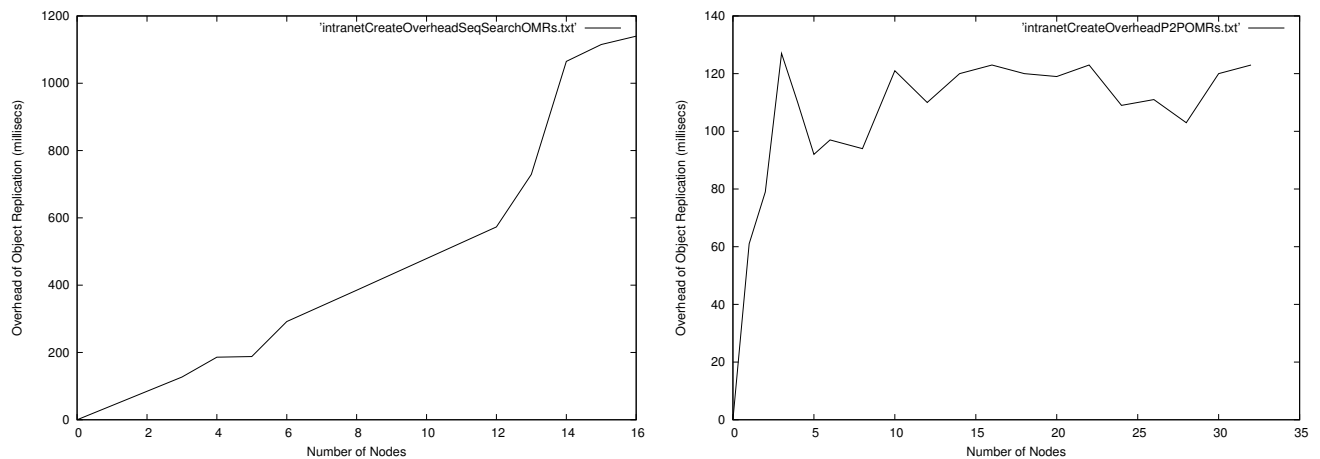 'intranetCreateOverheadSeqSearchOMRs.txt'
Overhead of Object Replication (millisecs)
1200
1000
800
600
400
200
0
0 2 4 6 8 10 12 14 16
Number of Nodes
'intranetCreateOverheadP2POMRs.txt'
Overhead of Object Replication (millisecs)
140
120
100
80
60
40
20
0
0 5 10 15 20 25 30 35
Number of Nodes